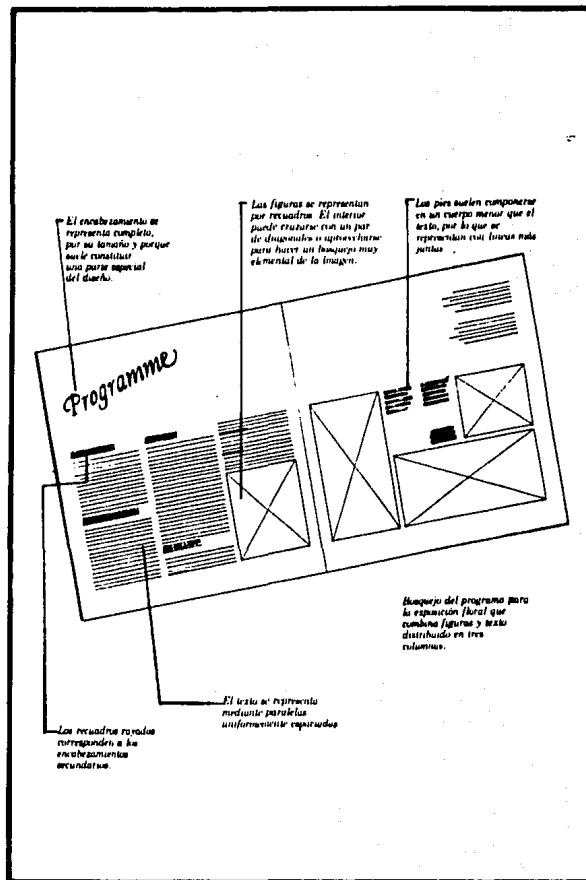 El encabezamiento se
representa completo,
por su tamaño y porque
suele constituir
una parte especial
del diseño.
Las figuras se representan
por recuadros. El interior
puede cruzarse con un par
de diagonales o aprovecharse
para hacer un bosquejo muy
elemental de la imagen.
Los pies suelen componerse
en un cuerpo menor que el
texto, por lo que se
representan con líneas más
juntas
Programme
Bosquejo del programa para
la exposición floral que
combina figuras y texto
distribuido en tres
columnas.
El texto se representa
mediante paralelas
uniformemente espaciadas
Los recuadros rayados
corresponden a los
encabezamientos
secundarios.